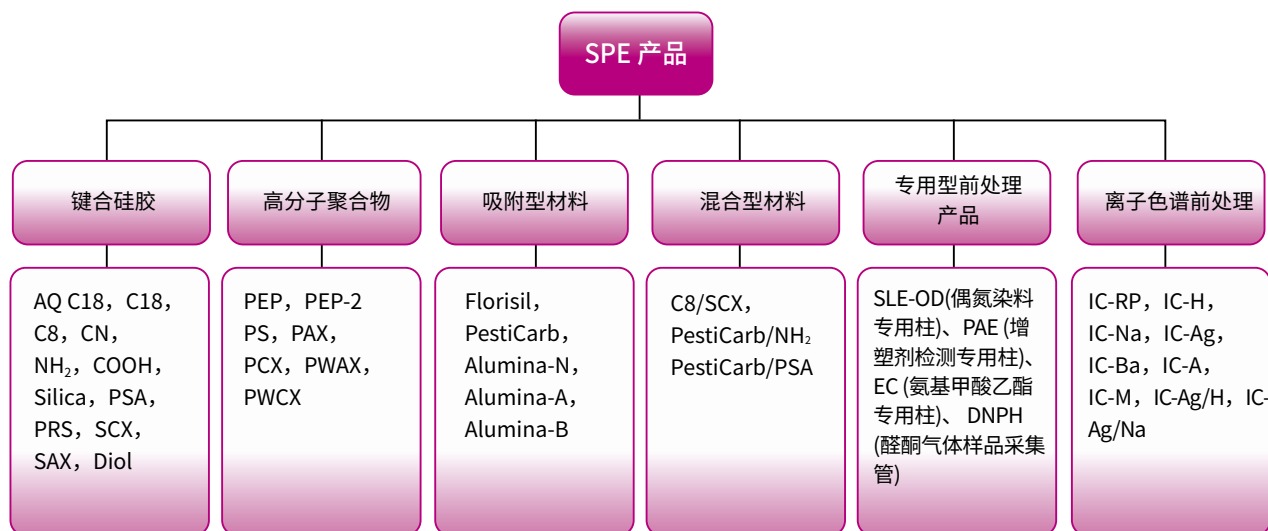 SPE 产品
键合硅胶
高分子聚合物
吸附型材料
混合型材料
专用型前处理
产品
离子色谱前处理
AQ C18，C18，
C8，CN，
NH₂，COOH，
Silica，PSA，
PRS，SCX，
SAX，Diol
PEP，PEP-2
PS，PAX，
PCX，PWAX，
PWCX
Florisil，
PestiCarb，
Alumina-N，
Alumina-A，
Alumina-B
C8/SCX，
PestiCarb/NH₂
PestiCarb/PSA
SLE-OD(偶氮染料
专用柱)、PAE (增
塑剂检测专用柱)、
EC (氨基甲酸乙酯
专用柱)、 DNPH
(醛酮气体样品采集
管)
IC-RP，IC-H，
IC-Na，IC-Ag，
IC-Ba，IC-A，
IC-M，IC-Ag/H，IC-
Ag/Na